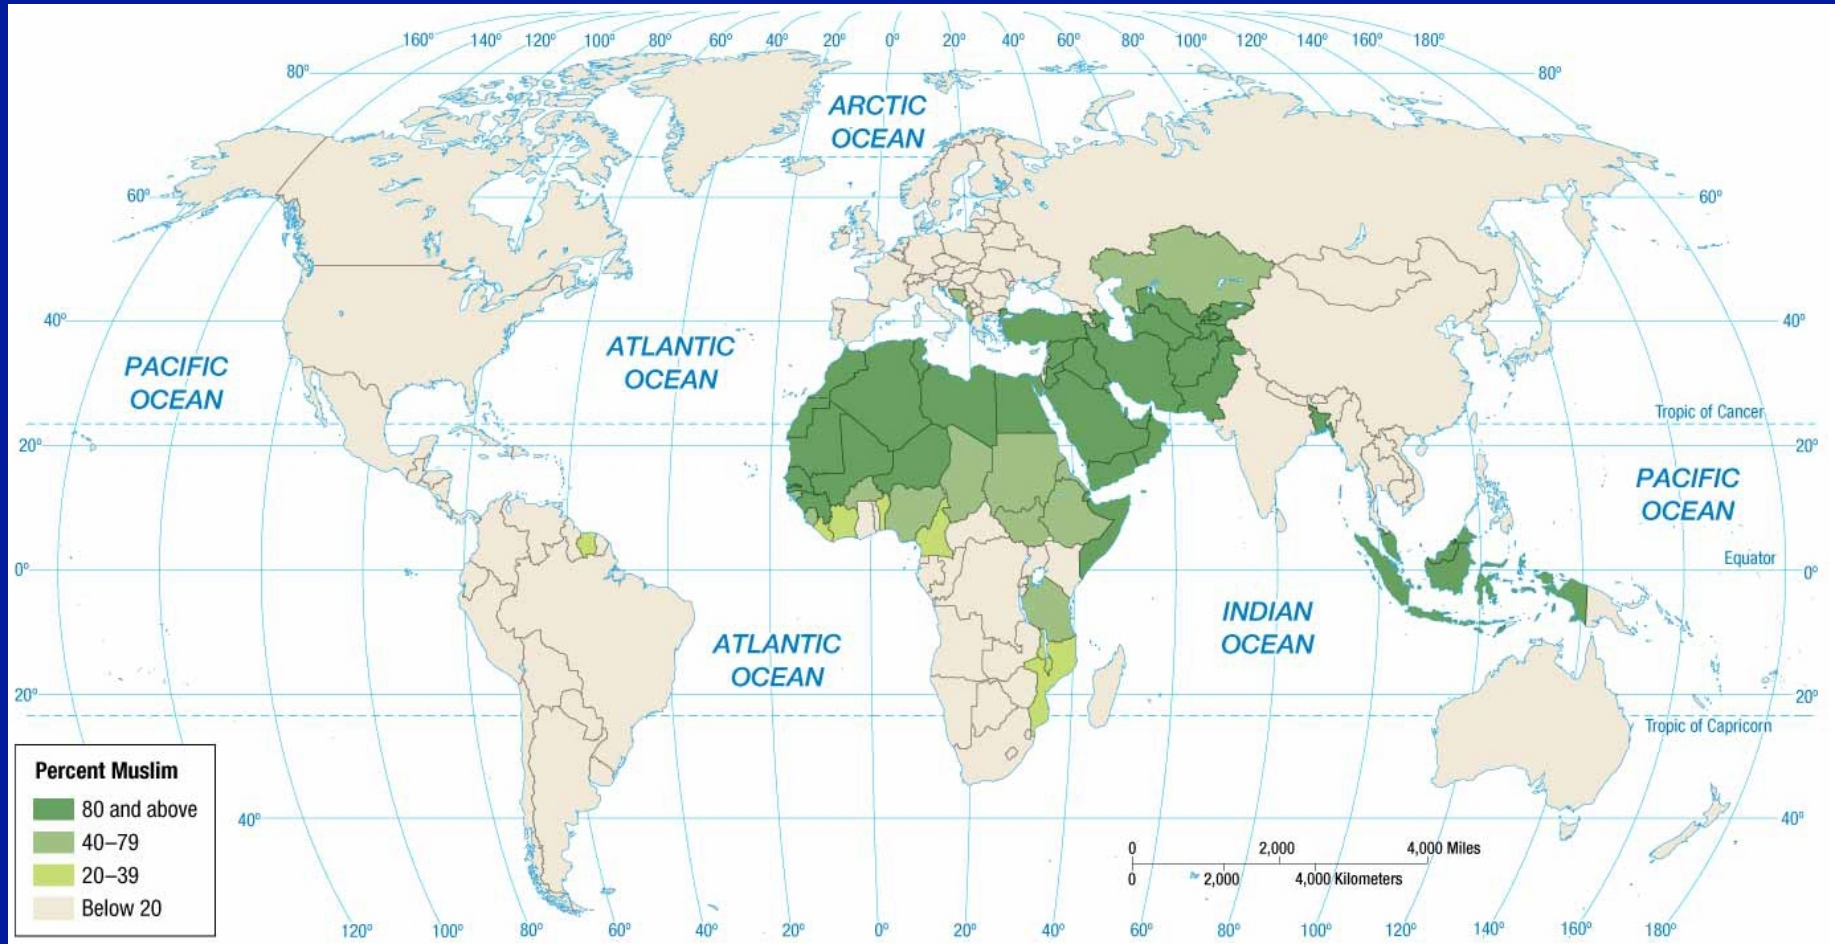 160° 140° 120° 100° 80° 60° 40° 20° 0° 20° 40° 60° 80° 100° 120° 140° 160° 180°
80° 80°
ARCTIC
OCEAN
60° 60°
40° 40°
ATLANTIC
OCEAN
PACIFIC
OCEAN
Tropic of Cancer
20° 20°
PACIFIC
OCEAN
Equator
0° 0°
INDIAN
OCEAN
ATLANTIC
OCEAN
20° 20°
Tropic of Capricorn
Percent Muslim
80 and above
40–79
20–39
Below 20
40° 40°
0 2,000 4,000 Miles
0 2,000 4,000 Kilometers
120° 100° 80° 60° 40° 20° 0° 20° 40° 60° 80° 100° 120° 140° 160° 180°